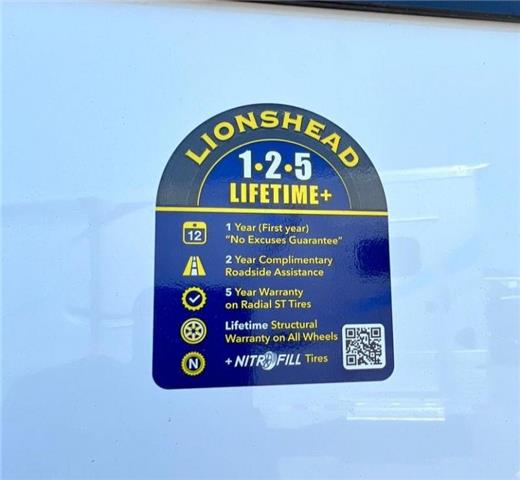 LIONSHEAD
1•2•5
LIFETIME+
12
1 Year (First year)
"No Excuses Guarantee"
2 Year Complimentary
Roadside Assistance
5 Year Warranty
on Radial ST Tires
Lifetime Structural
Warranty on All Wheels
N
+ NITROFILL Tires